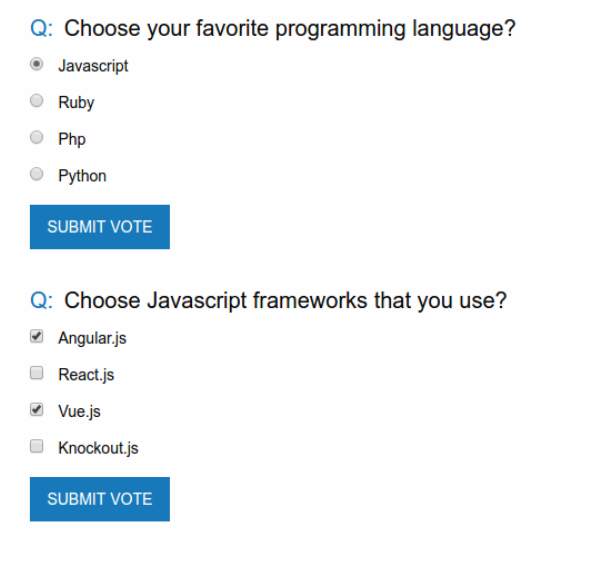 Q: Choose your favorite programming language?
Javascript
Ruby
Php
Python
SUBMIT VOTE
Q: Choose Javascript frameworks that you use?
Angular.js
React.js
Vue.js
Knockout.js
SUBMIT VOTE